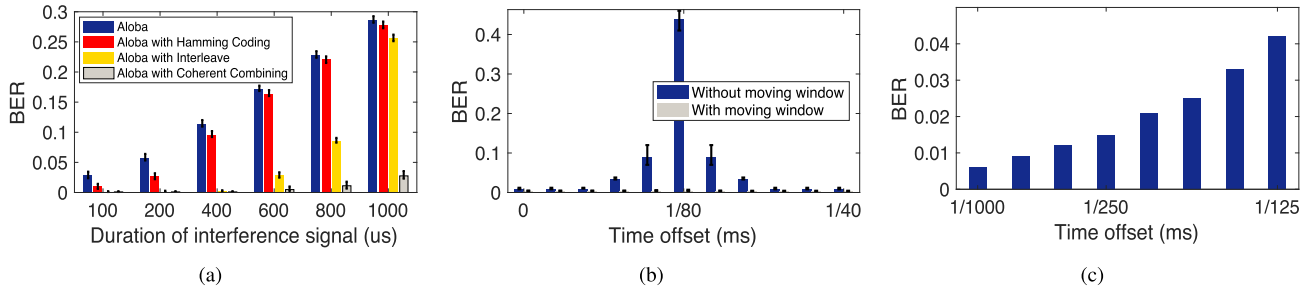 0.3
0.25
0.2
0.15
0.1
0.05
0
BER
Aloba
Aloba with Hamming Coding
Aloba with Interleave
Aloba with Coherent Combining
100 200 400 600 800 1000
Duration of interference signal (us)
(a)
0.4
0.2
0
BER
Without moving window
With moving window
0 1/80 1/40
Time offset (ms)
(b)
0.04
0.03
0.02
0.01
0
BER
1/1000 1/250 1/125
Time offset (ms)
(c)